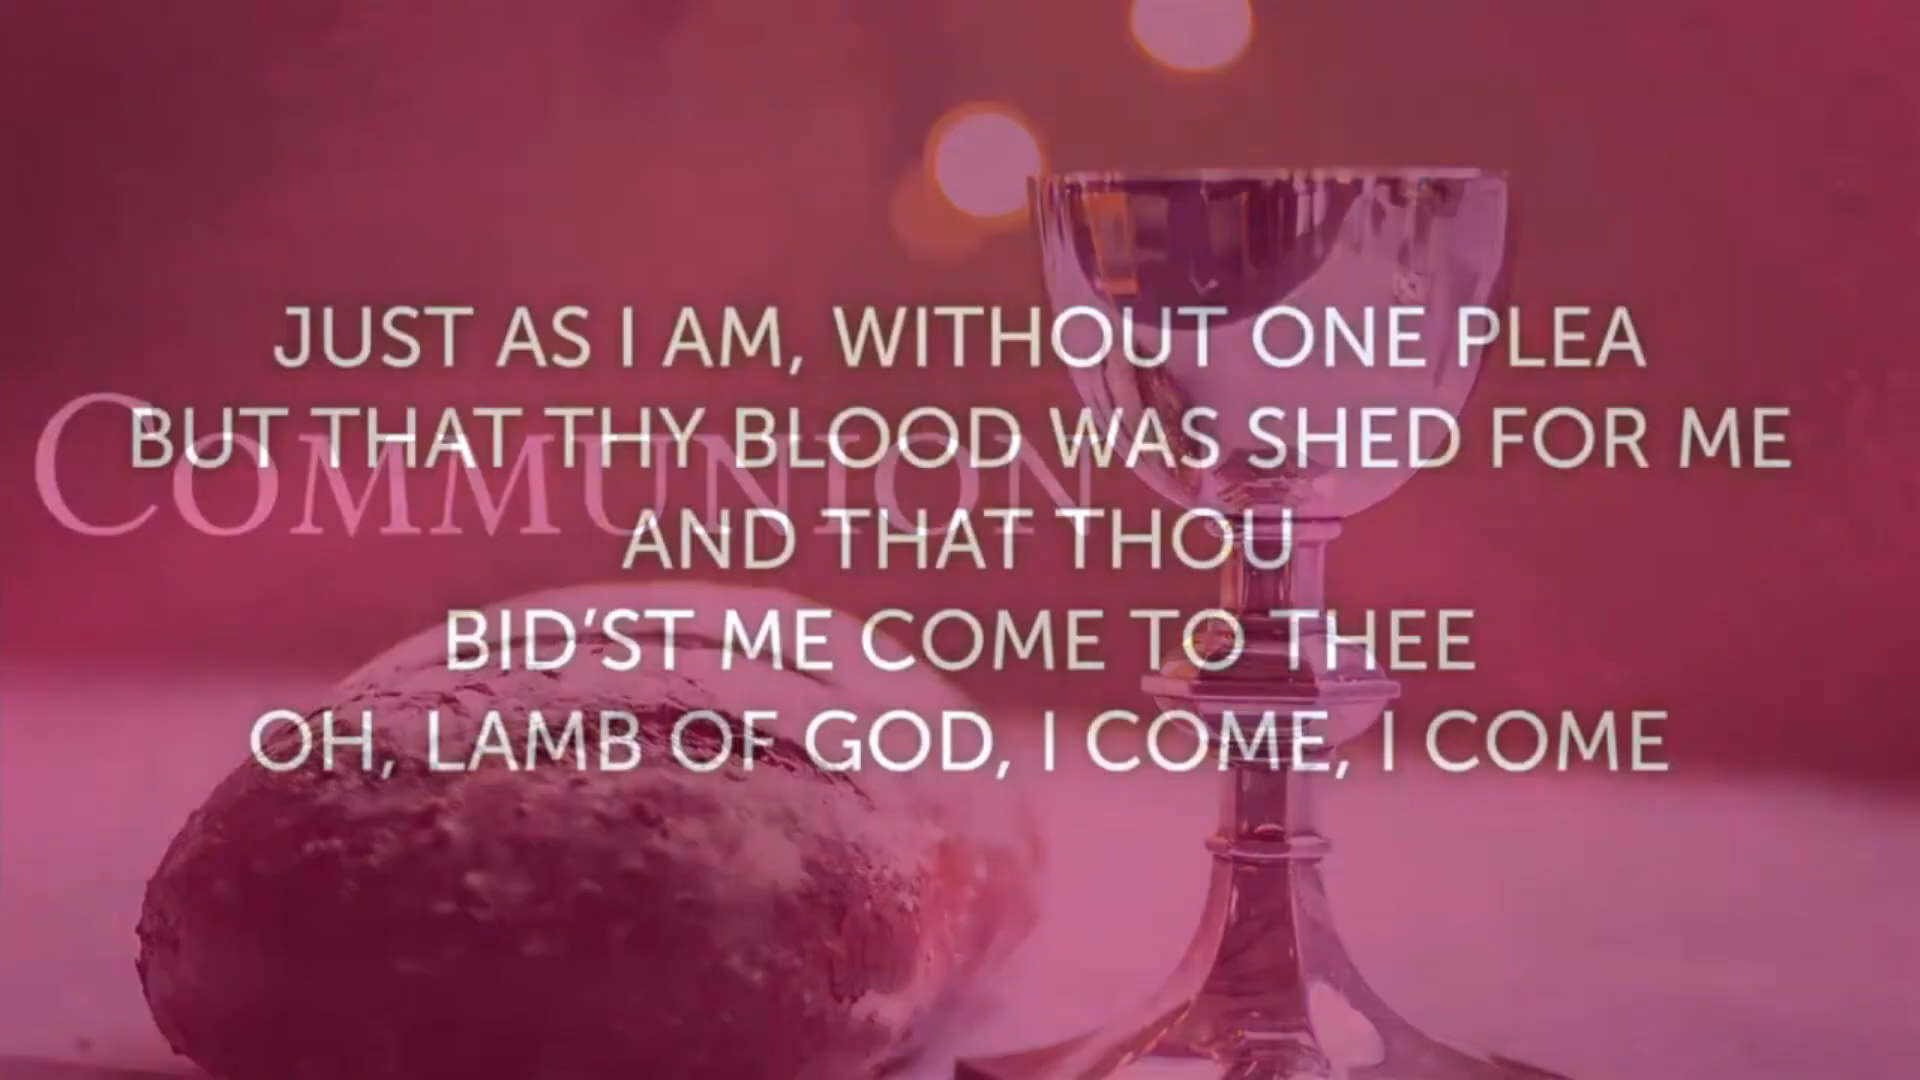 JUST AS I AM, WITHOUT ONE PLEA
BUT THAT THY BLOOD WAS SHED FOR ME
COMMUNION
AND THAT THOU
BID'ST ME COME TO THEE
OH, LAMB OF GOD, I COME, I COME